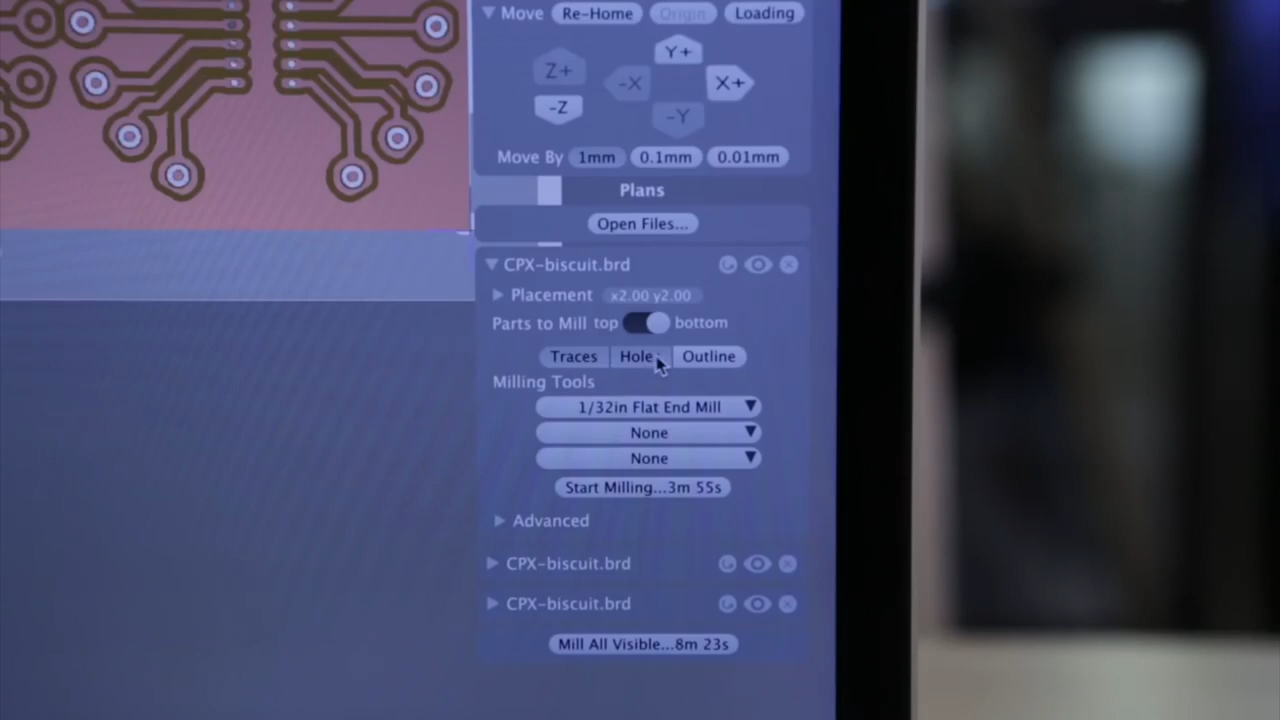 Move Re-Home Origin Loading
Z+ Y+
-X X+
-Z -Y
Move By 1mm 0.1mm 0.01mm
Plans
Open Files...
CPX-biscuit.brd
Placement x2.00 y2.00
Parts to Mill top bottom
Traces Hole Outline
Milling Tools
1/32in Flat End Mill
None
None
Start Milling...3m 55s
Advanced
CPX-biscuit.brd
CPX-biscuit.brd
Mill All Visible...8m 23s